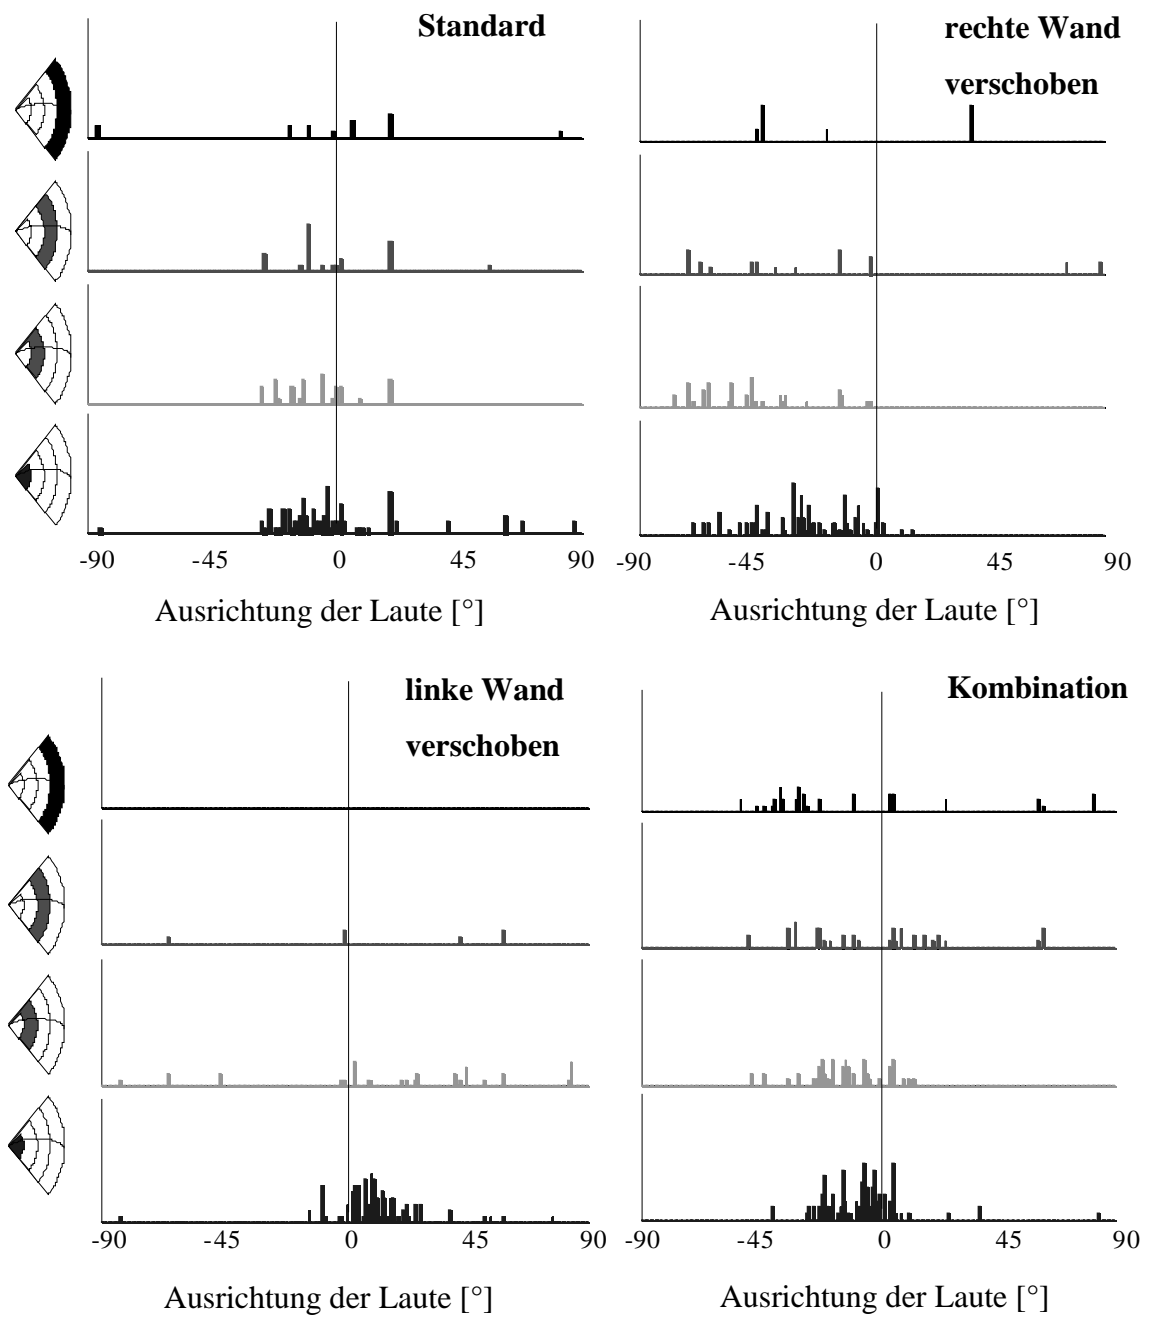 Standard
rechte Wand
verschoben
-90 -45 0 45 90
-90 -45 0 45 90
Ausrichtung der Laute [°]
Ausrichtung der Laute [°]
linke Wand
verschoben
Kombination
-90 -45 0 45 90
-90 -45 0 45 90
Ausrichtung der Laute [°]
Ausrichtung der Laute [°]